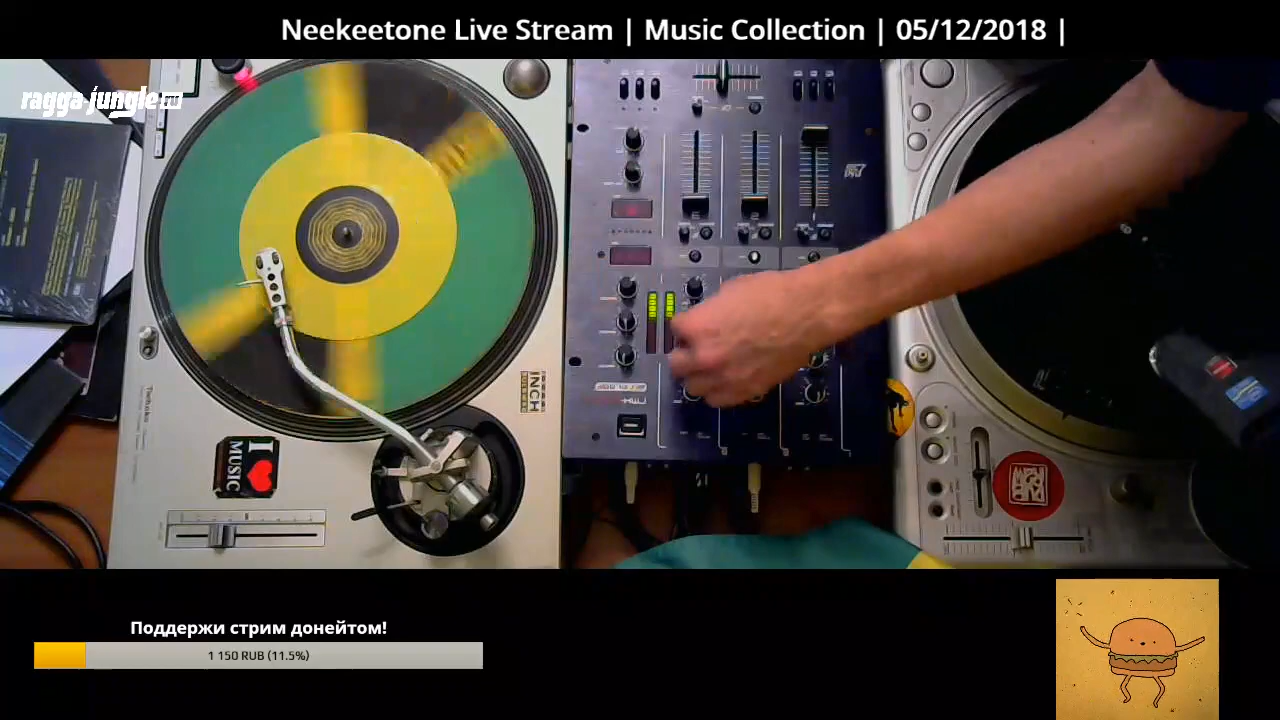 Neekeetone Live Stream | Music Collection | 05/12/2018 |
ragga-jungle
INCH
I
MUSIC
Поддержи стрим донейтом!
1 150 RUB (11.5%)